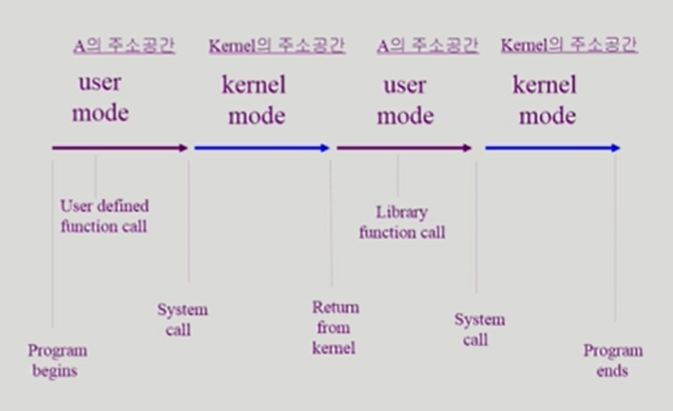 A의 주소공간 Kernel의 주소공간 A의 주소공간 Kernel의 주소공간
user mode
kernel mode
user mode
kernel mode
User defined
function call
Library
function call
System
call
Return
from
kernel
System
call
Program
begins
Program
ends